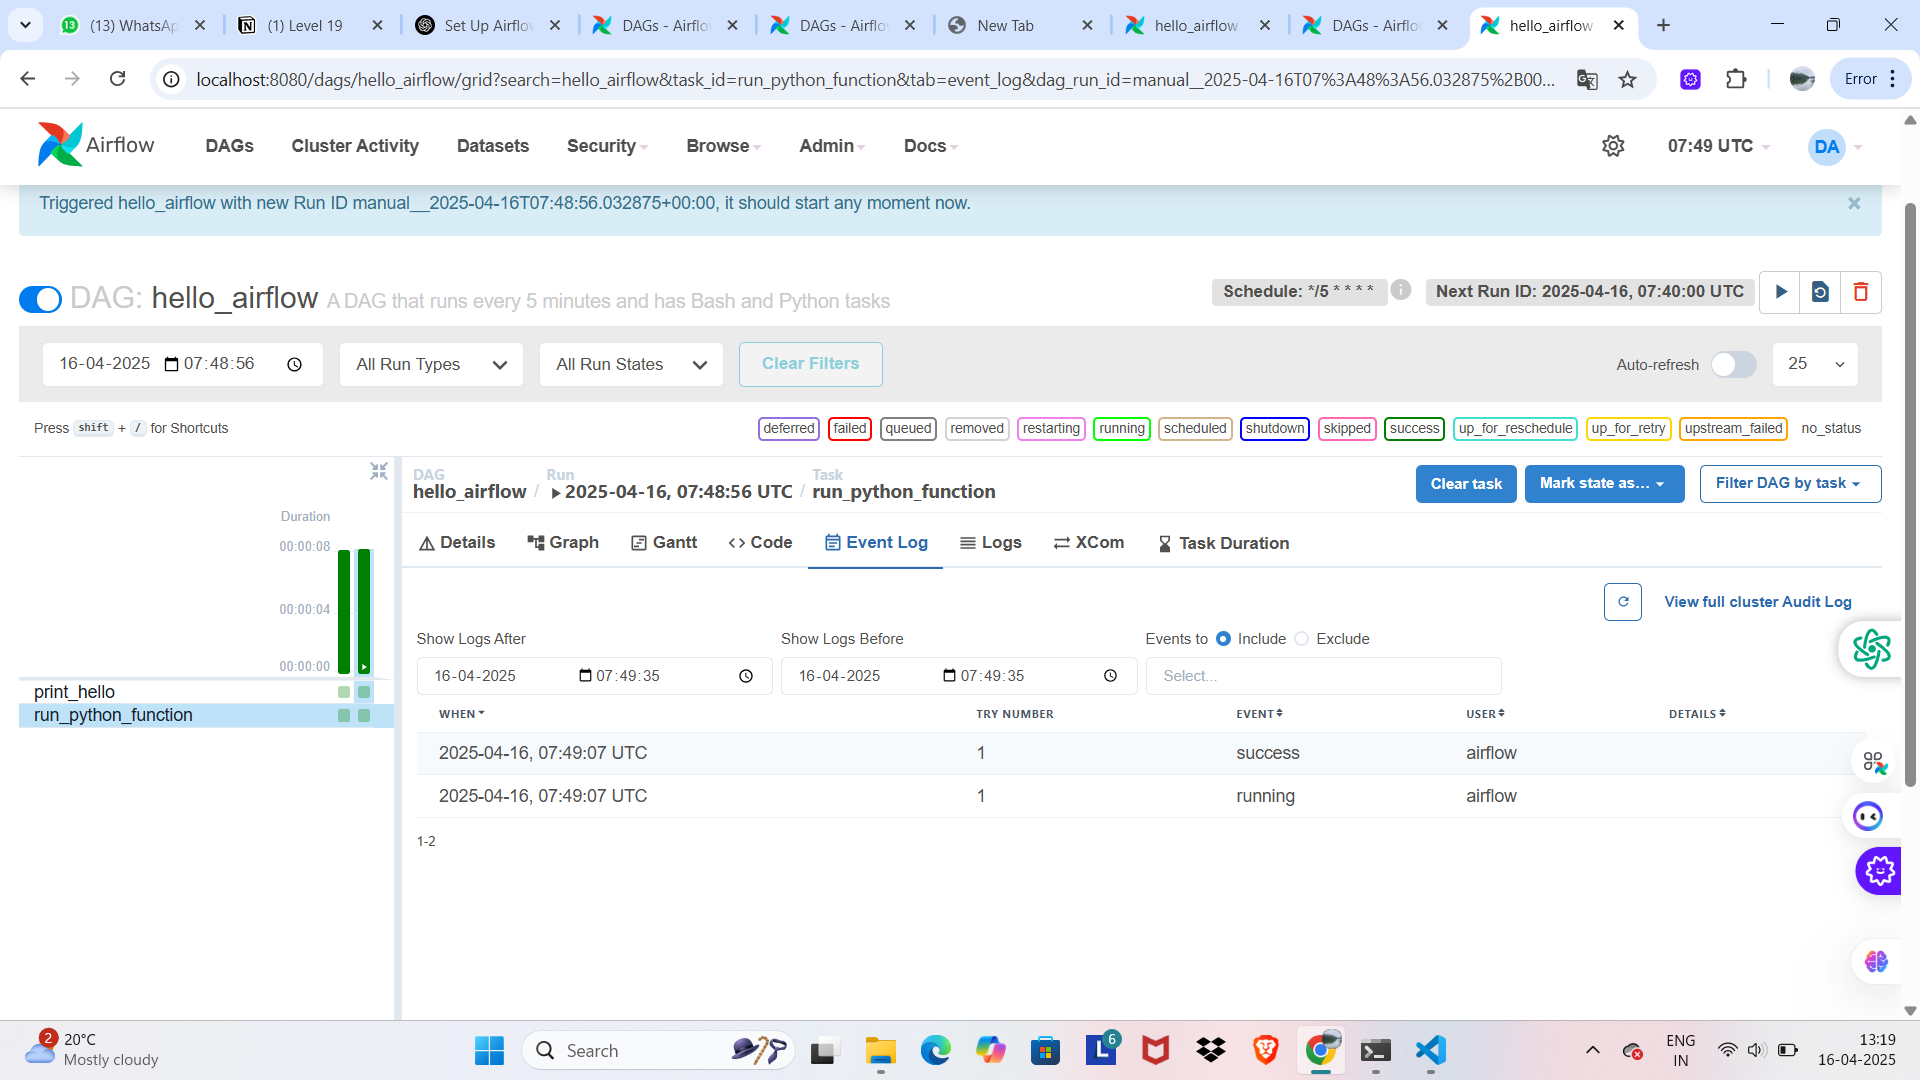 13 (13) WhatsAp
(1) Level 19
Set Up Airflow
DAGs - Airflo
DAGs - Airflo
New Tab
hello_airflow
DAGs - Airflo
hello_airflow
localhost:8080/dags/hello_airflow/grid?search=hello_airflow&task_id=run_python_function&tab=event_log&dag_run_id=manual__2025-04-16T07%3A48%3A56.032875%2B00...
Error
Airflow DAGs Cluster Activity Datasets Security Browse Admin Docs 07:49 UTC DA
Triggered hello_airflow with new Run ID manual__2025-04-16T07:48:56.032875+00:00, it should start any moment now. ×
DAG: hello_airflow A DAG that runs every 5 minutes and has Bash and Python tasks
Schedule: */5 * * * * i Next Run ID: 2025-04-16, 07:40:00 UTC
16-04-2025 07:48:56 All Run Types All Run States Clear Filters Auto-refresh 25
Press shift + / for Shortcuts
deferred failed queued removed restarting running scheduled shutdown skipped success up_for_reschedule up_for_retry upstream_failed no_status
DAG Run Task
hello_airflow / 2025-04-16, 07:48:56 UTC / run_python_function
Clear task Mark state as... Filter DAG by task
Duration
00:00:08
00:00:04
00:00:00
print_hello
run_python_function
Details Graph Gantt Code Event Log Logs XCom Task Duration
View full cluster Audit Log
Show Logs After Show Logs Before Events to Include Exclude
16-04-2025 07:49:35 16-04-2025 07:49:35 Select...
WHEN TRY NUMBER EVENT USER DETAILS
2025-04-16, 07:49:07 UTC 1 success airflow
2025-04-16, 07:49:07 UTC 1 running airflow
1-2
2 20°C
Mostly cloudy
Search
L 6
ENG
IN
13:19
16-04-2025